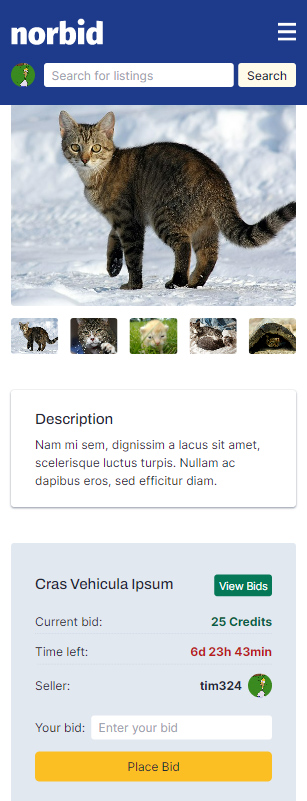 norbid
Search for listings
Search
Description
Nam mi sem, dignissim a lacus sit amet,
scelerisque luctus turpis. Nullam ac
dapibus eros, sed efficitur diam.
Cras Vehicula Ipsum
View Bids
Current bid:
25 Credits
Time left:
6d 23h 43min
Seller:
tim324
Your bid:
Enter your bid
Place Bid